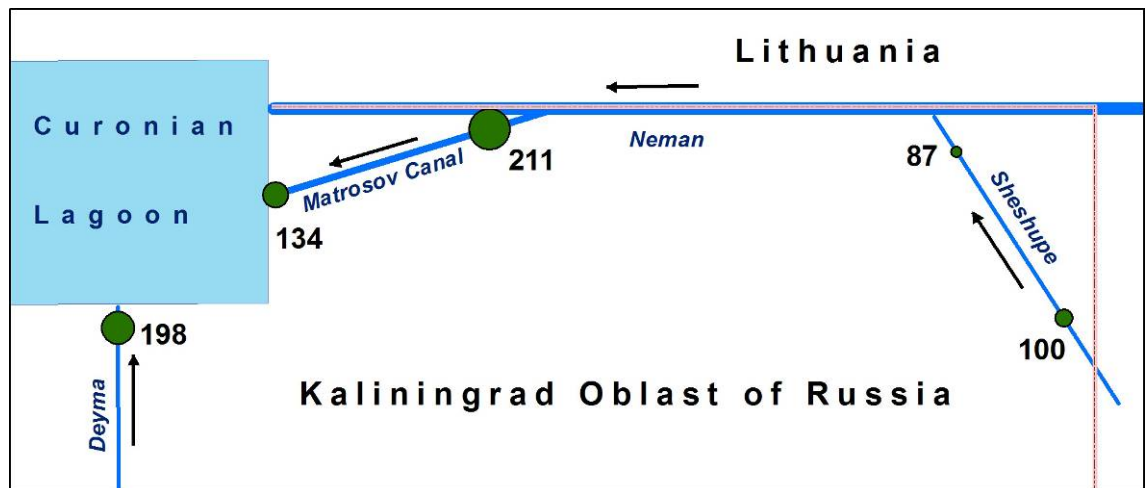 Lithuania
Curonian
Lagoon
Neman
211
Matrosov Canal
134
87
Sheshupe
100
198
Deyma
Kaliningrad Oblast of Russia